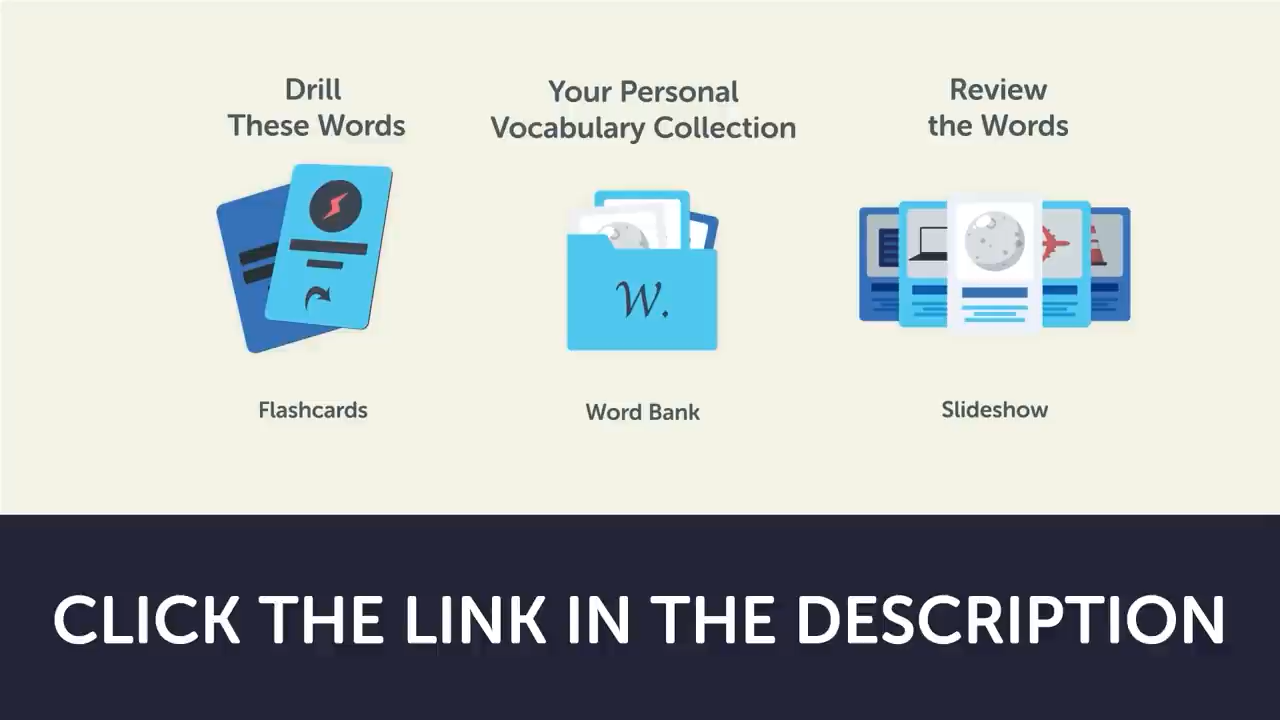 Drill
These Words
Your Personal
Vocabulary Collection
Review
the Words
W.
Flashcards
Word Bank
Slideshow
CLICK THE LINK IN THE DESCRIPTION